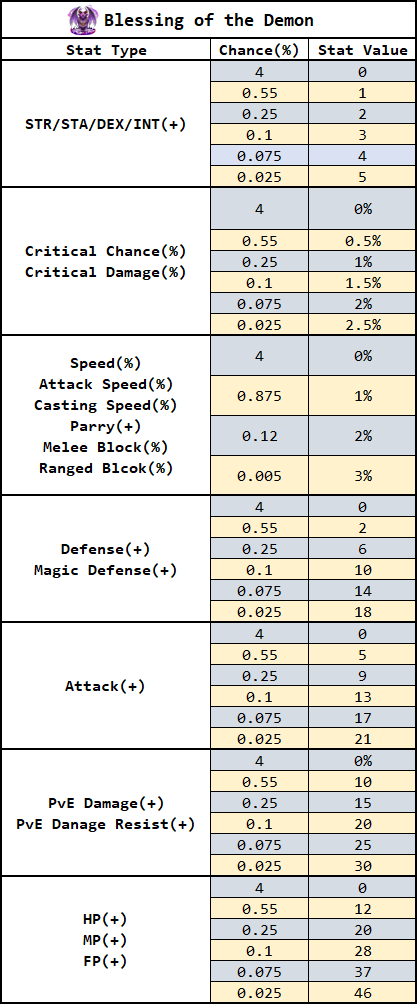 Blessing of the Demon
Stat Type Chance(%) Stat Value
STR/STA/DEX/INT(+)
4 0
0.55 1
0.25 2
0.1 3
0.075 4
0.025 5
Critical Chance(%)
Critical Damage(%)
4 0%
0.55 0.5%
0.25 1%
0.1 1.5%
0.075 2%
0.025 2.5%
Speed(%)
Attack Speed(%)
Casting Speed(%)
Parry(+)
Melee Block(%)
Ranged Blcok(%)
4 0%
0.875 1%
0.12 2%
0.005 3%
Defense(+)
Magic Defense(+)
4 0
0.55 2
0.25 6
0.1 10
0.075 14
0.025 18
Attack(+)
4 0
0.55 5
0.25 9
0.1 13
0.075 17
0.025 21
PvE Damage(+)
PvE Danage Resist(+)
4 0%
0.55 10
0.25 15
0.1 20
0.075 25
0.025 30
HP(+)
MP(+)
FP(+)
4 0
0.55 12
0.25 20
0.1 28
0.075 37
0.025 46